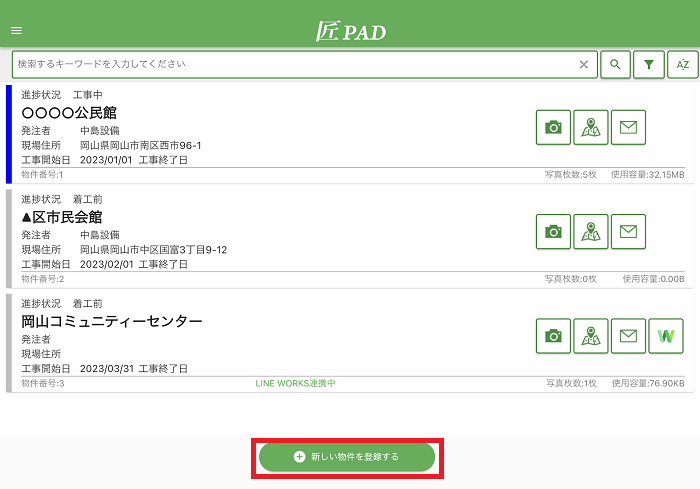 匠 PAD
検索するキーワードを入力してください
AZ
進捗状況 工事中
〇〇〇〇公民館
発注者 中島設備
現場住所 岡山県岡山市南区西市96-1
工事開始日 2023/01/01 工事終了日
物件番号:1 写真枚数:5枚 使用容量:32.15MB
進捗状況 着工前
▲区市民会館
発注者 中島設備
現場住所 岡山県岡山市中区国富3丁目9-12
工事開始日 2023/02/01 工事終了日
物件番号:2 写真枚数:0枚 使用容量:0.00B
進捗状況 着工前
岡山コミュニティーセンター
発注者
現場住所
工事開始日 2023/03/31 工事終了日
物件番号:3 LINE WORKS連携中 写真枚数:1枚 使用容量:76.90KB
新しい物件を登録する